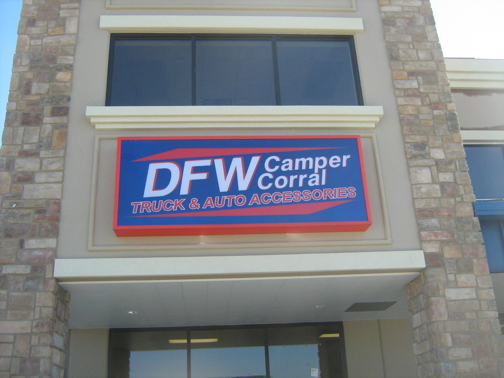 DFW Camper
Corral
TRUCK & AUTO ACCESSORIES